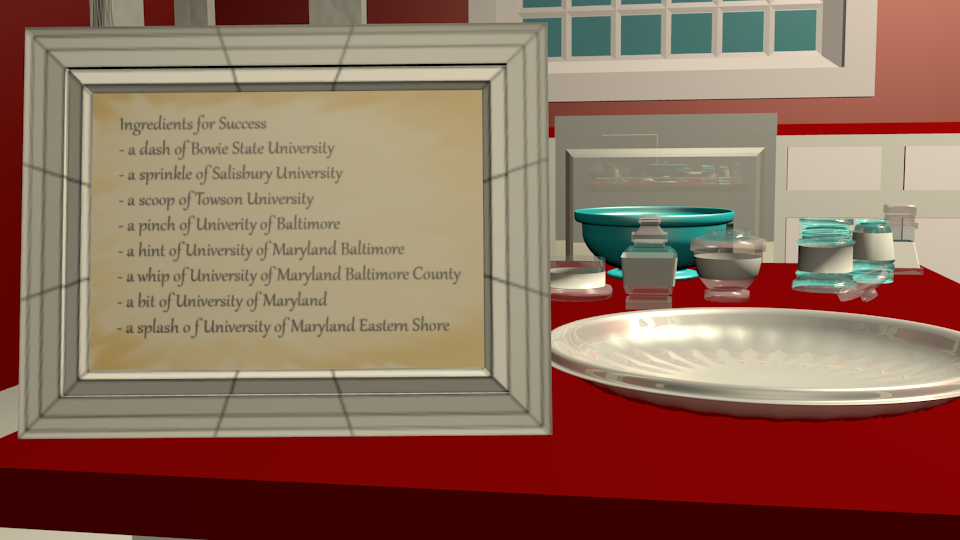 Ingredients for Success
- a dash of Bowie State University
- a sprinkle of Salisbury University
- a scoop of Towson University
- a pinch of Univerity of Baltimore
- a hint of University of Maryland Baltimore
- a whip of University of Maryland Baltimore County
- a bit of University of Maryland
- a splash o f University of Maryland Eastern Shore